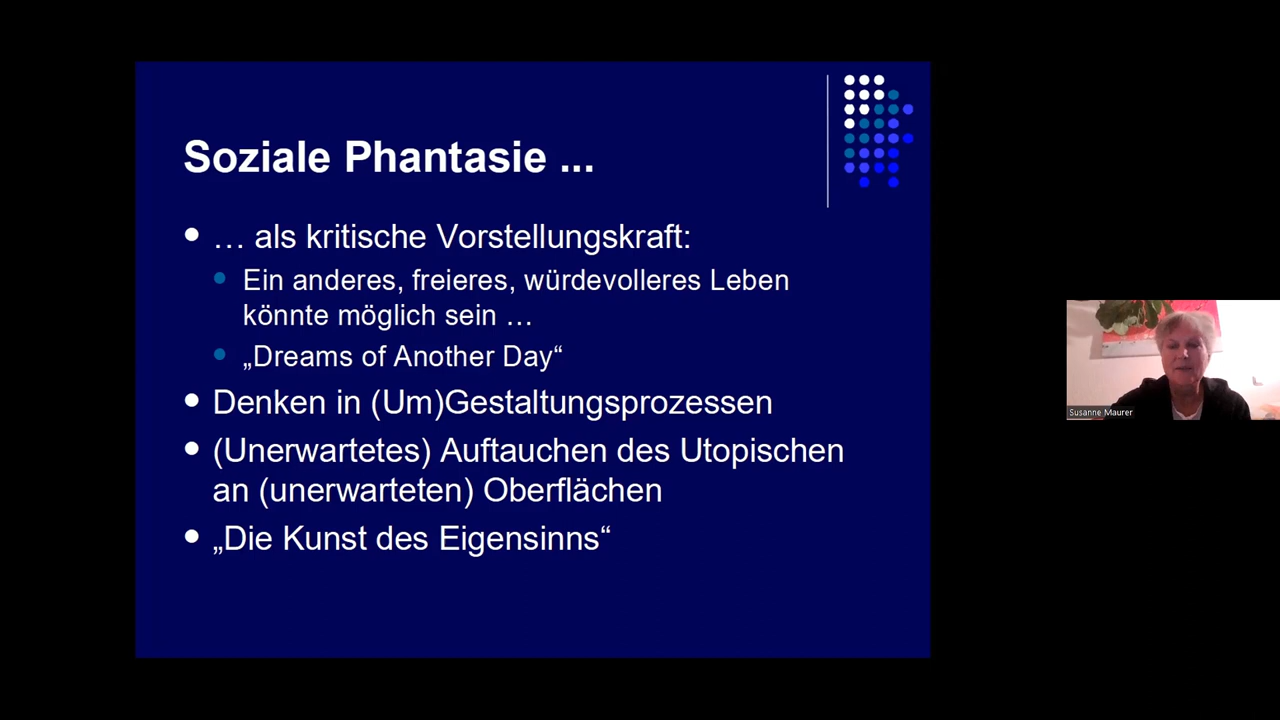 Soziale Phantasie ...
… als kritische Vorstellungskraft:
Ein anderes, freieres, würdevolleres Leben
könnte möglich sein …
„Dreams of Another Day“
Denken in (Um)Gestaltungsprozessen
(Unerwartetes) Auftauchen des Utopischen
an (unerwarteten) Oberflächen
„Die Kunst des Eigensinns“
Susanne Maurer